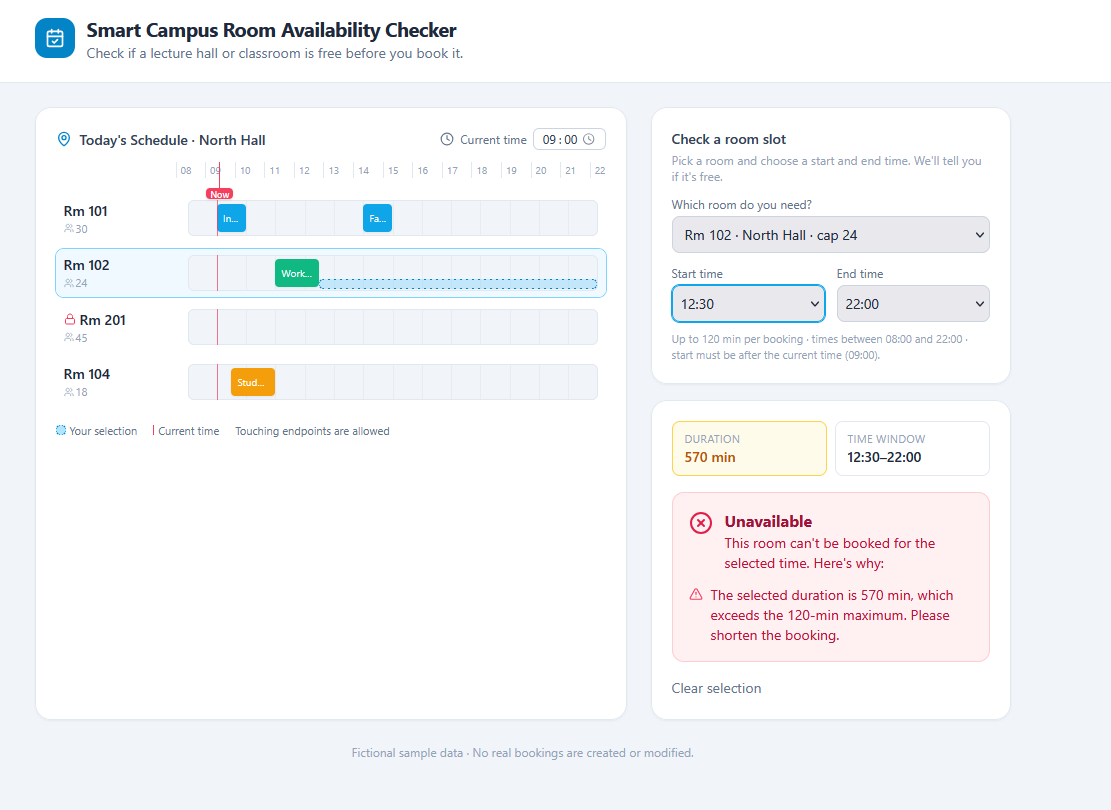 Smart Campus Room Availability Checker
Check if a lecture hall or classroom is free before you book it.
Today's Schedule · North Hall
Current time
09:00
08 09 10 11 12 13 14 15 16 17 18 19 20 21 22
Now
Rm 101
30
In...
Fa...
Rm 102
24
Work...
Rm 201
45
Rm 104
18
Stud...
Your selection
Current time
Touching endpoints are allowed
Check a room slot
Pick a room and choose a start and end time. We'll tell you
if it's free.
Which room do you need?
Rm 102 · North Hall · cap 24
Start time
End time
12:30
22:00
Up to 120 min per booking · times between 08:00 and 22:00 ·
start must be after the current time (09:00).
DURATION
570 min
TIME WINDOW
12:30–22:00
Unavailable
This room can't be booked for the
selected time. Here's why:
The selected duration is 570 min, which
exceeds the 120-min maximum. Please
shorten the booking.
Clear selection
Fictional sample data · No real bookings are created or modified.